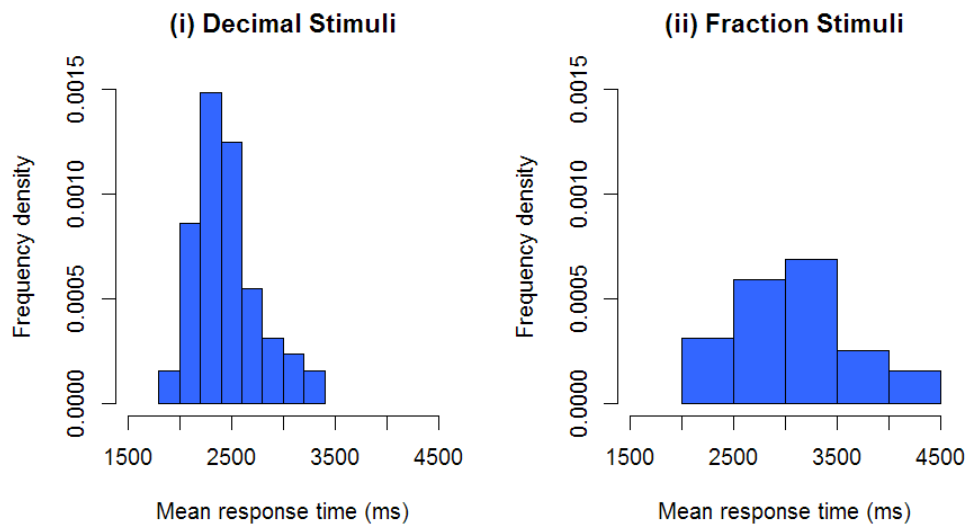 (i) Decimal Stimuli
Frequency density
0.0000 0.0005 0.0010 0.0015
1500 2500 3500 4500
Mean response time (ms)
(ii) Fraction Stimuli
Frequency density
0.0000 0.0005 0.0010 0.0015
1500 2500 3500 4500
Mean response time (ms)